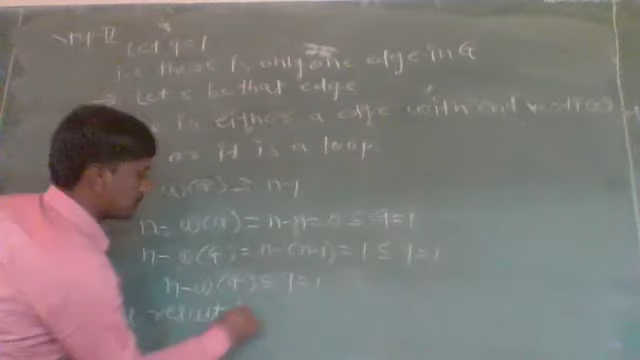 Step-II Let q=1
i.e there is only one edge in G
⇒ Let e be that edge
is either a edge with end vertices
or it is a loop
ω(G) ≥ n-1
n-ω(G) = n-n = 0 ≤ q=1
n-ω(G) = n-(n-1) = 1 ≤ q=1
n-ω(G) ≤ q=1
result